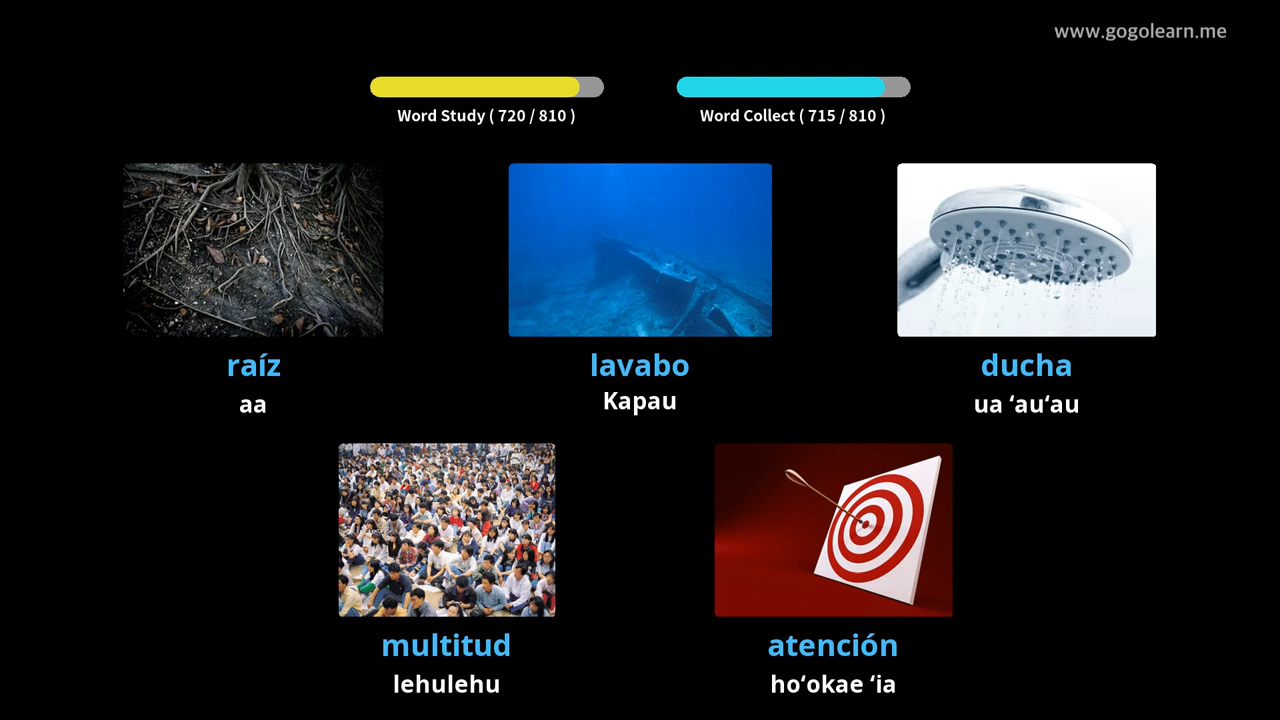 www.gogolearn.me
Word Study ( 720 / 810 )
Word Collect ( 715 / 810 )
raíz
aa
lavabo
Kapau
ducha
ua ʻauʻau
multitud
lehulehu
atención
hoʻokae ʻia